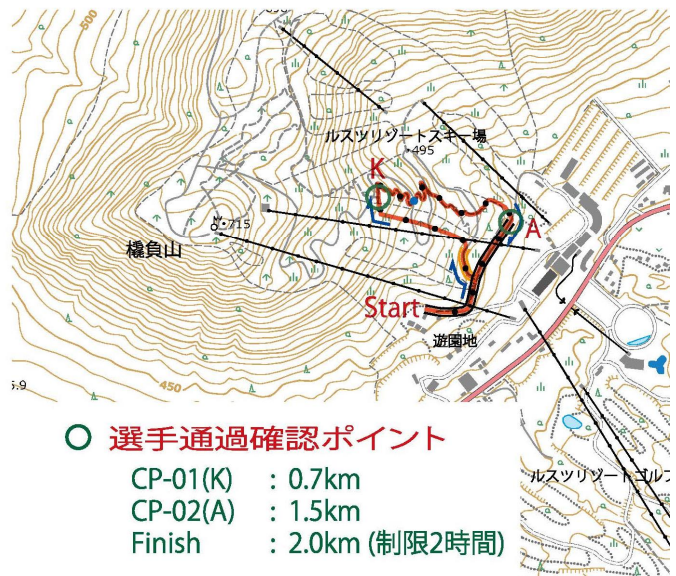 500
ルスツリゾートスキー場
495
K
A
715
橇負山
Start
遊園地
5.9
450
選手通過確認ポイント
CP-01(K) : 0.7km
CP-02(A) : 1.5km
Finish : 2.0km (制限2時間)
ルスツリゾートゴルフ